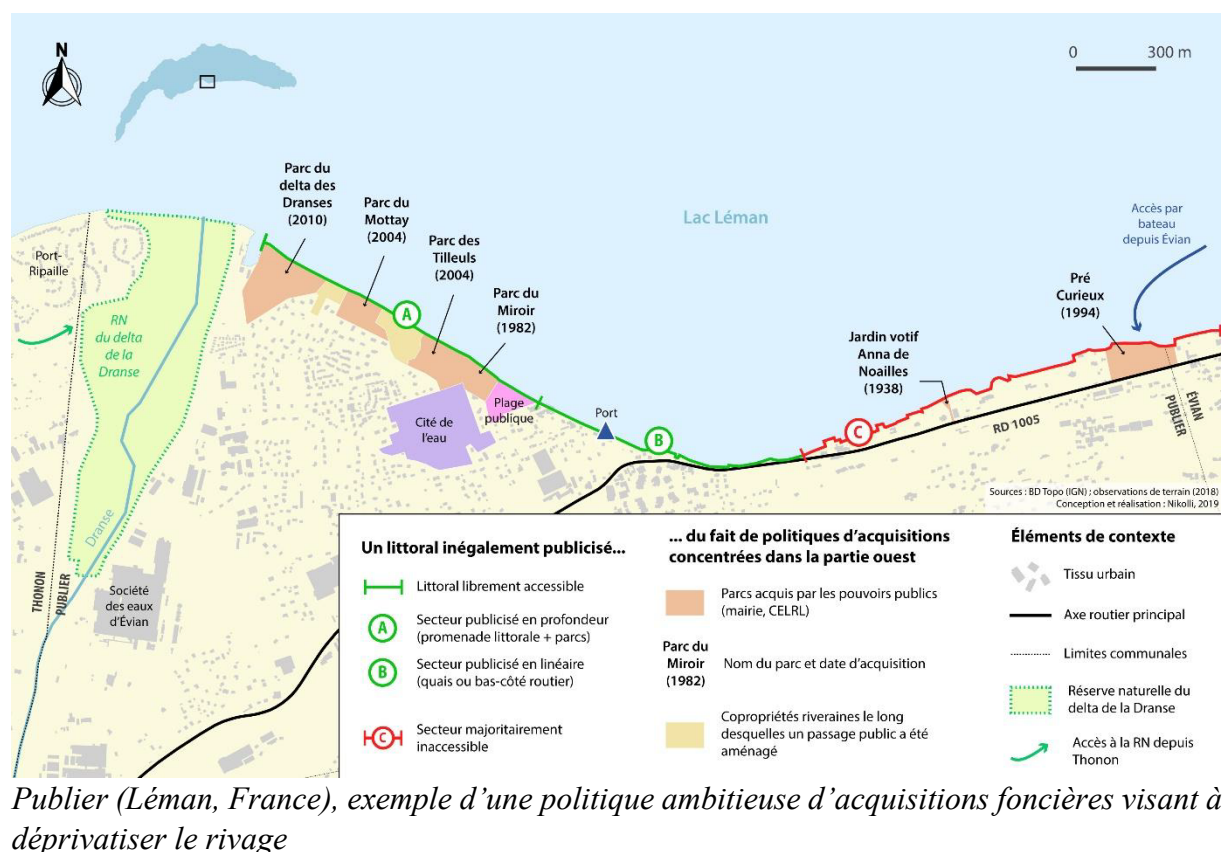 N
0 300 m
Parc du
delta des
Dranses
(2010)
Parc du
Mottay
(2004)
Parc des
Tilleuls
(2004)
Parc du
Miroir
(1982)
Lac Léman
Accès par
bateau
depuis Évian
Pré
Curieux
(1994)
Jardin votif
Anna de
Noailles
(1938)
Port-
Ripaille
RN
du delta
de la
Dranse
A
Cité de
l'eau
Plage
publique
Port
B
C
RD 1005
ÉVIAN
PUBLIER
Dranse
THONON
PUBLIER
Société
des eaux
d'Évian
Sources : BD Topo (IGN) ; observations de terrain (2018)
Conception et réalisation : Nikolli, 2019
Un littoral inégalement publicisé...
Littoral librement accessible
A
Secteur publicisé en profondeur
(promenade littorale + parcs)
B
Secteur publicisé en linéaire
(quais ou bas-côté routier)
C
Secteur majoritairement
inaccessible
... du fait de politiques d'acquisitions
concentrées dans la partie ouest
Parcs acquis par les pouvoirs publics
(mairie, CELRL)
Parc du
Miroir
(1982)
Nom du parc et date d'acquisition
Copropriétés riveraines le long
desquelles un passage public a été
aménagé
Éléments de contexte
Tissu urbain
Axe routier principal
Limites communales
Réserve naturelle du
delta de la Dranse
Accès à la RN depuis
Thonon
Publier (Léman, France), exemple d'une politique ambitieuse d'acquisitions foncières visant à
déprivatiser le rivage